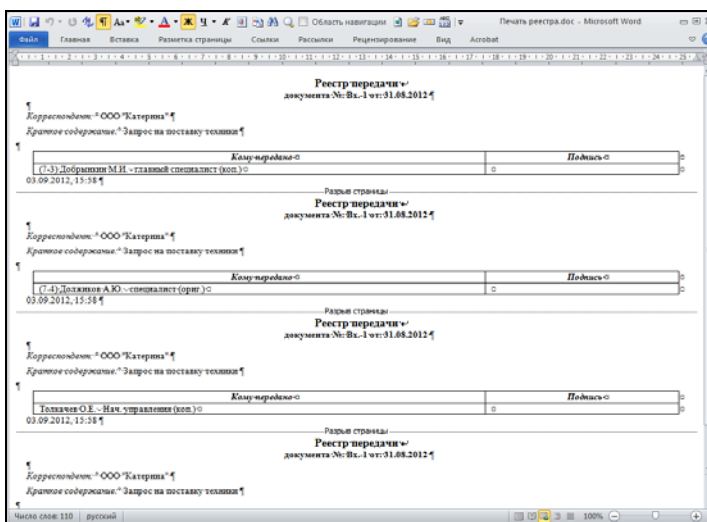 Печать реестра.doc - Microsoft Word
Файл Главная Вставка Разметка страницы Ссылки Рассылки Рецензирование Вид Acrobat
Область навигации
Реестр передачи
документа №: Вх.-1 от: 31.08.2012
Корреспондент: ООО "Катерина"
Краткое содержание: Запрос на поставку техники
Кому передано Подпись
(7-3) Добрынкин М.И. - главный специалист (коп.)
03.09.2012, 15:58
Разрыв страницы
Реестр передачи
документа №: Вх.-1 от: 31.08.2012
Корреспондент: ООО "Катерина"
Краткое содержание: Запрос на поставку техники
Кому передано Подпись
(7-4) Должиков А.Ю. - специалист (ориг.)
03.09.2012, 15:58
Разрыв страницы
Реестр передачи
документа №: Вх.-1 от: 31.08.2012
Корреспондент: ООО "Катерина"
Краткое содержание: Запрос на поставку техники
Кому передано Подпись
Толкачев О.Е. - Нач. управления (коп.)
03.09.2012, 15:58
Разрыв страницы
Реестр передачи
документа №: Вх.-1 от: 31.08.2012
Корреспондент: ООО "Катерина"
Краткое содержание: Запрос на поставку техники
Число слов: 110 русский 100%